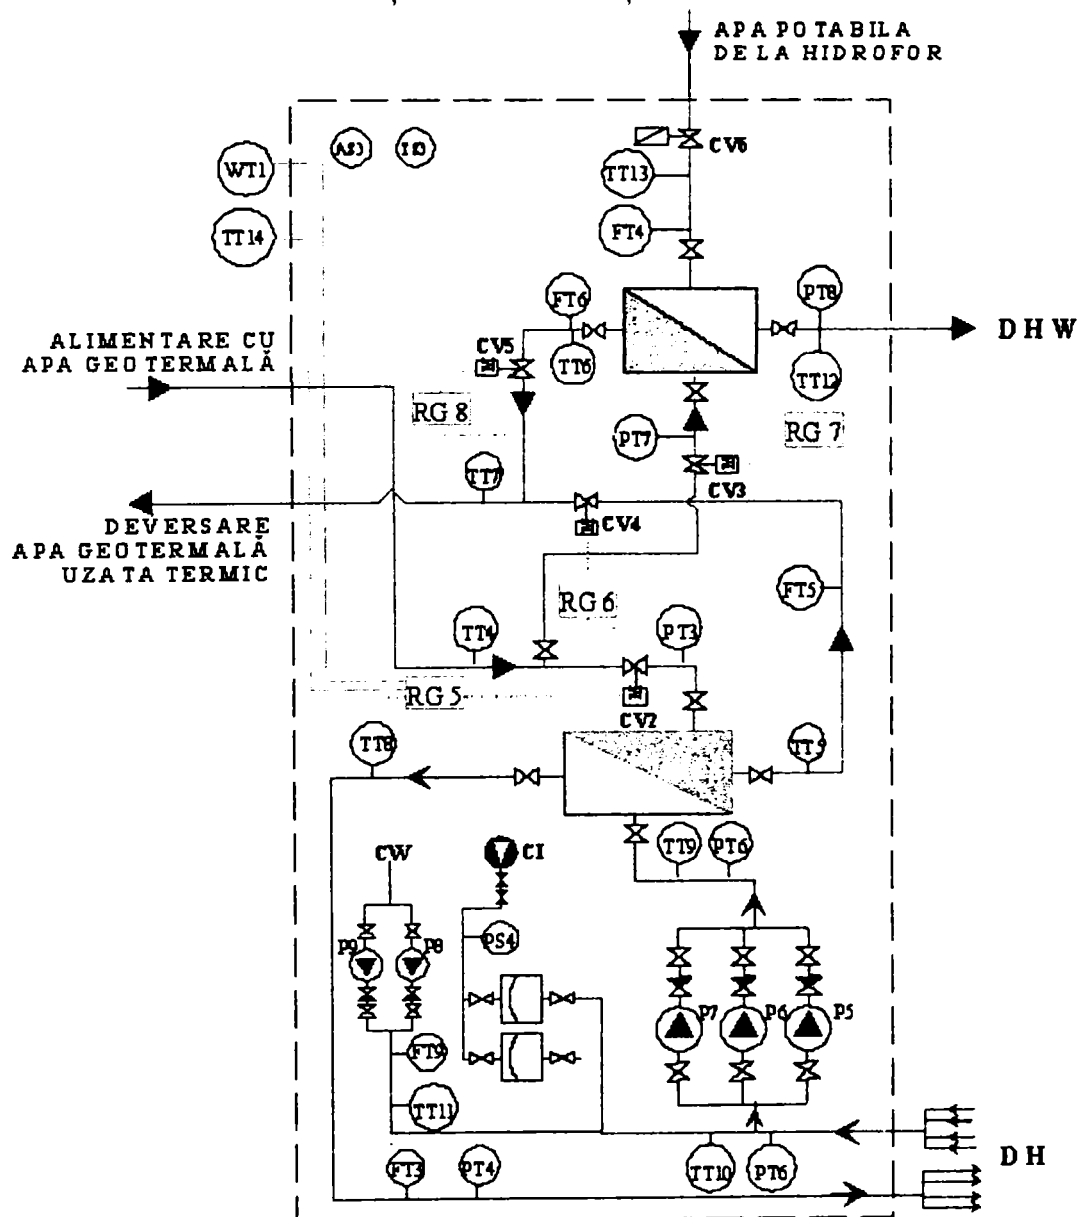 APA POTABILA
DE LA HIDROFOR
AS3
WT1
CV6
TT13
TT14
FT4
FT6
PT8
DHW
ALIMENTARE CU
APA GEOTERMALĂ
CV5
TT6
TT12
RG 8
PT7
RG 7
TT7
CV3
CV4
DEVERSARE
APA GEOTERMALĂ
UZATA TERMIC
FT5
RG 6
TT4
PT3
RG 5
CV2
TT8
TT9
PT6
CW
CI
P9
P8
PS4
P7
P6
P5
FT9
TT11
DH
FT3
PT4
TT10
PT6